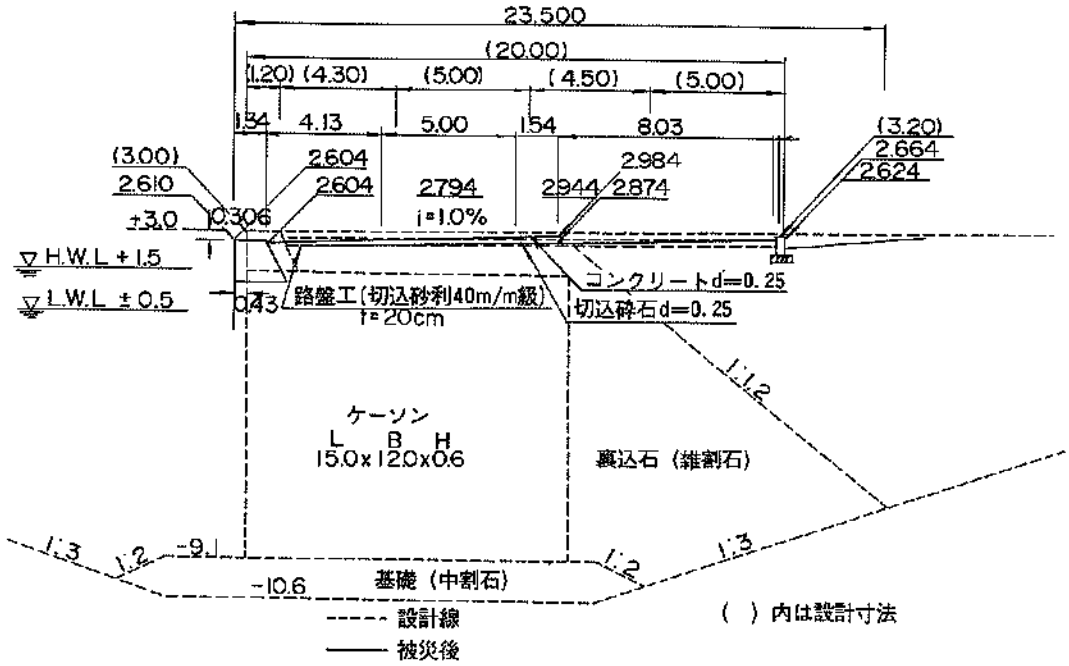 23.500
(20.00)
(1.20) (4.30) (5.00) (4.50) (5.00)
1.34 4.13 5.00 1.54 8.03 (3.20)
(3.00) 2.604 2.984 2.664
2.610 2.604 2.794 2.944 2.874 2.624
+3.0 0.306 i=1.0%
▽ H.W.L +1.5
▽ L.W.L ±0.5
0.43 路盤工(切込砂利40m/m級)
t=20cm
コンクリートd=0.25
切込砕石d=0.25
1:1.2
ケーソン
L B H
15.0x12.0x0.6
裏込石(雑割石)
1:3 1:2 -9.1 1:2 1:3
-10.6 基礎(中割石)
設計線
被災後
( )内は設計寸法